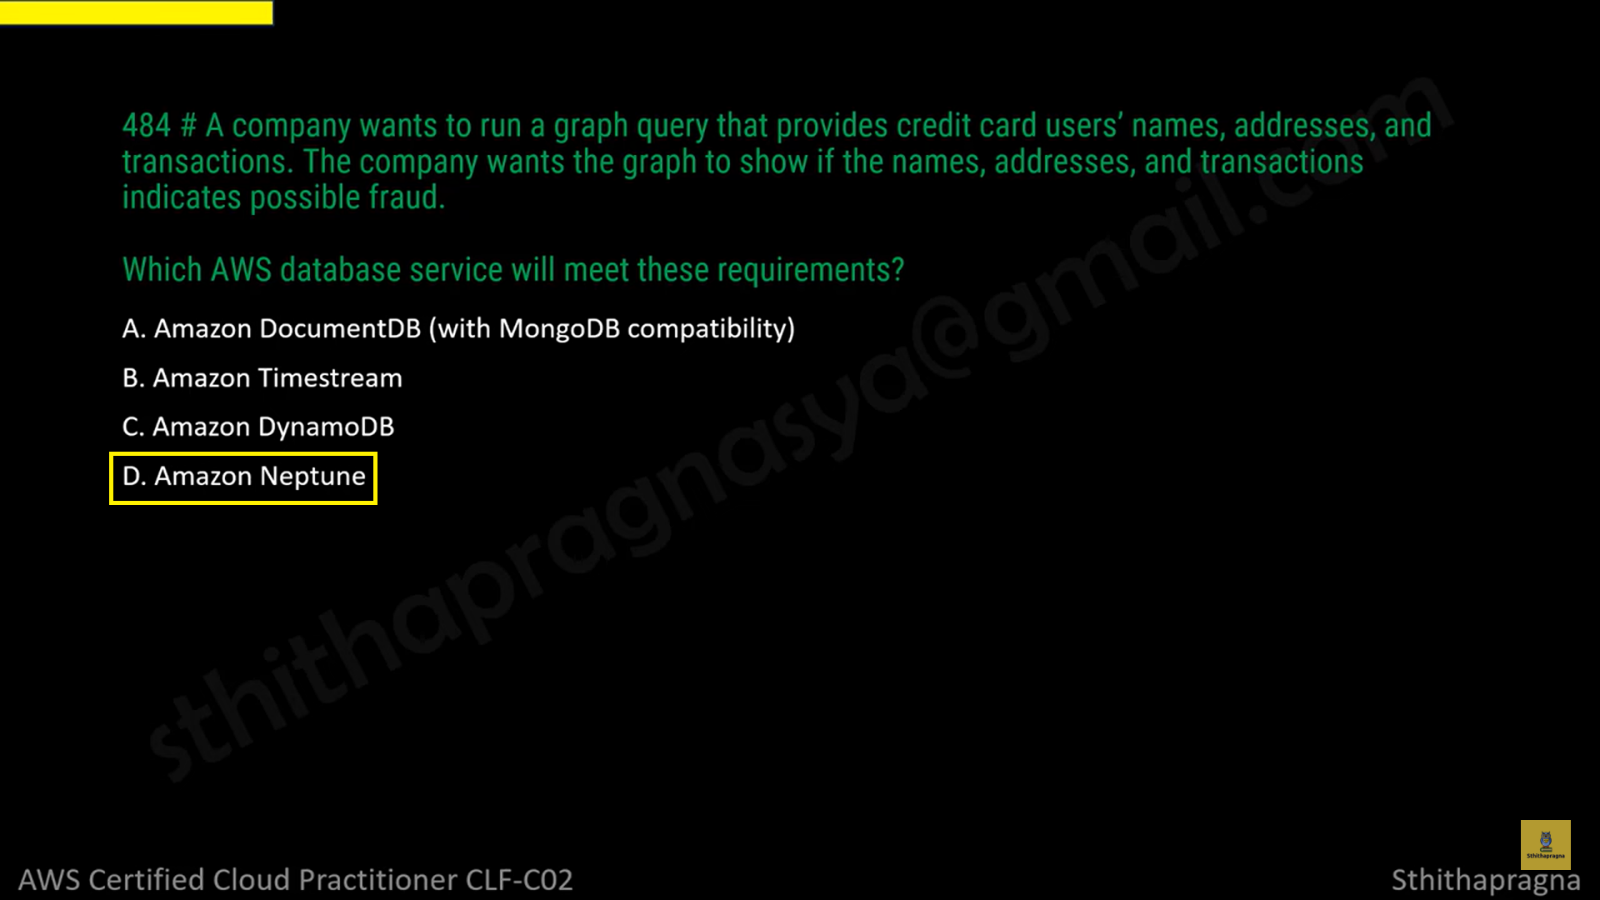 484 # A company wants to run a graph query that provides credit card users’ names, addresses, and
transactions. The company wants the graph to show if the names, addresses, and transactions
indicates possible fraud.
Which AWS database service will meet these requirements?
A. Amazon DocumentDB (with MongoDB compatibility)
B. Amazon Timestream
C. Amazon DynamoDB
D. Amazon Neptune
sthithapragnasya@gmail.com
Sthithapragna
AWS Certified Cloud Practitioner CLF-C02
Sthithapragna